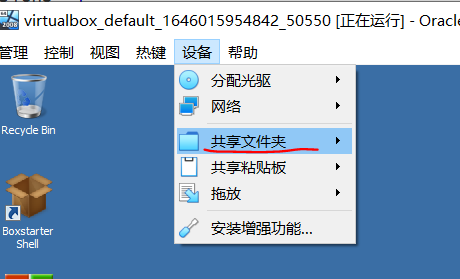 virtualbox_default_1646015954842_50550 [正在运行] - Oracle
管理 控制 视图 热键 设备 帮助
分配光驱
网络
共享文件夹
共享粘贴板
拖放
安装增强功能...
Recycle Bin
Boxstarter
Shell
2008